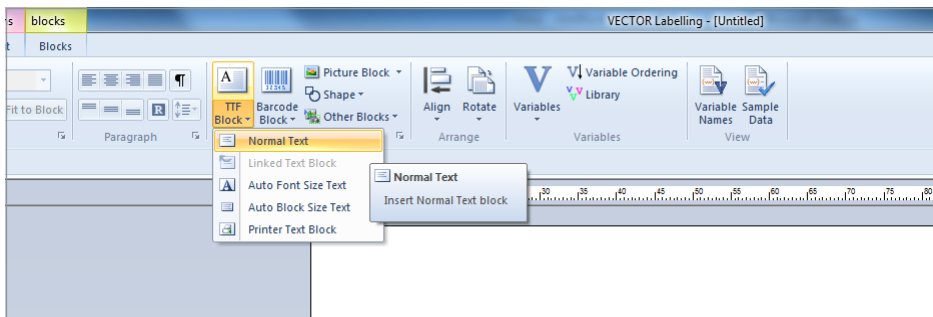 s blocks
VECTOR Labelling - [Untitled]
t Blocks
Fit to Block
Paragraph
R
A
TTF Block
Barcode Block
Picture Block
Shape
Other Blocks
Align
Rotate
Arrange
Variables
Variable Ordering
Library
Variables
Variable Names
Sample Data
View
Normal Text
Linked Text Block
Auto Font Size Text
Auto Block Size Text
Printer Text Block
Normal Text
Insert Normal Text block
30 35 40 45 50 55 60 65 70 75 80